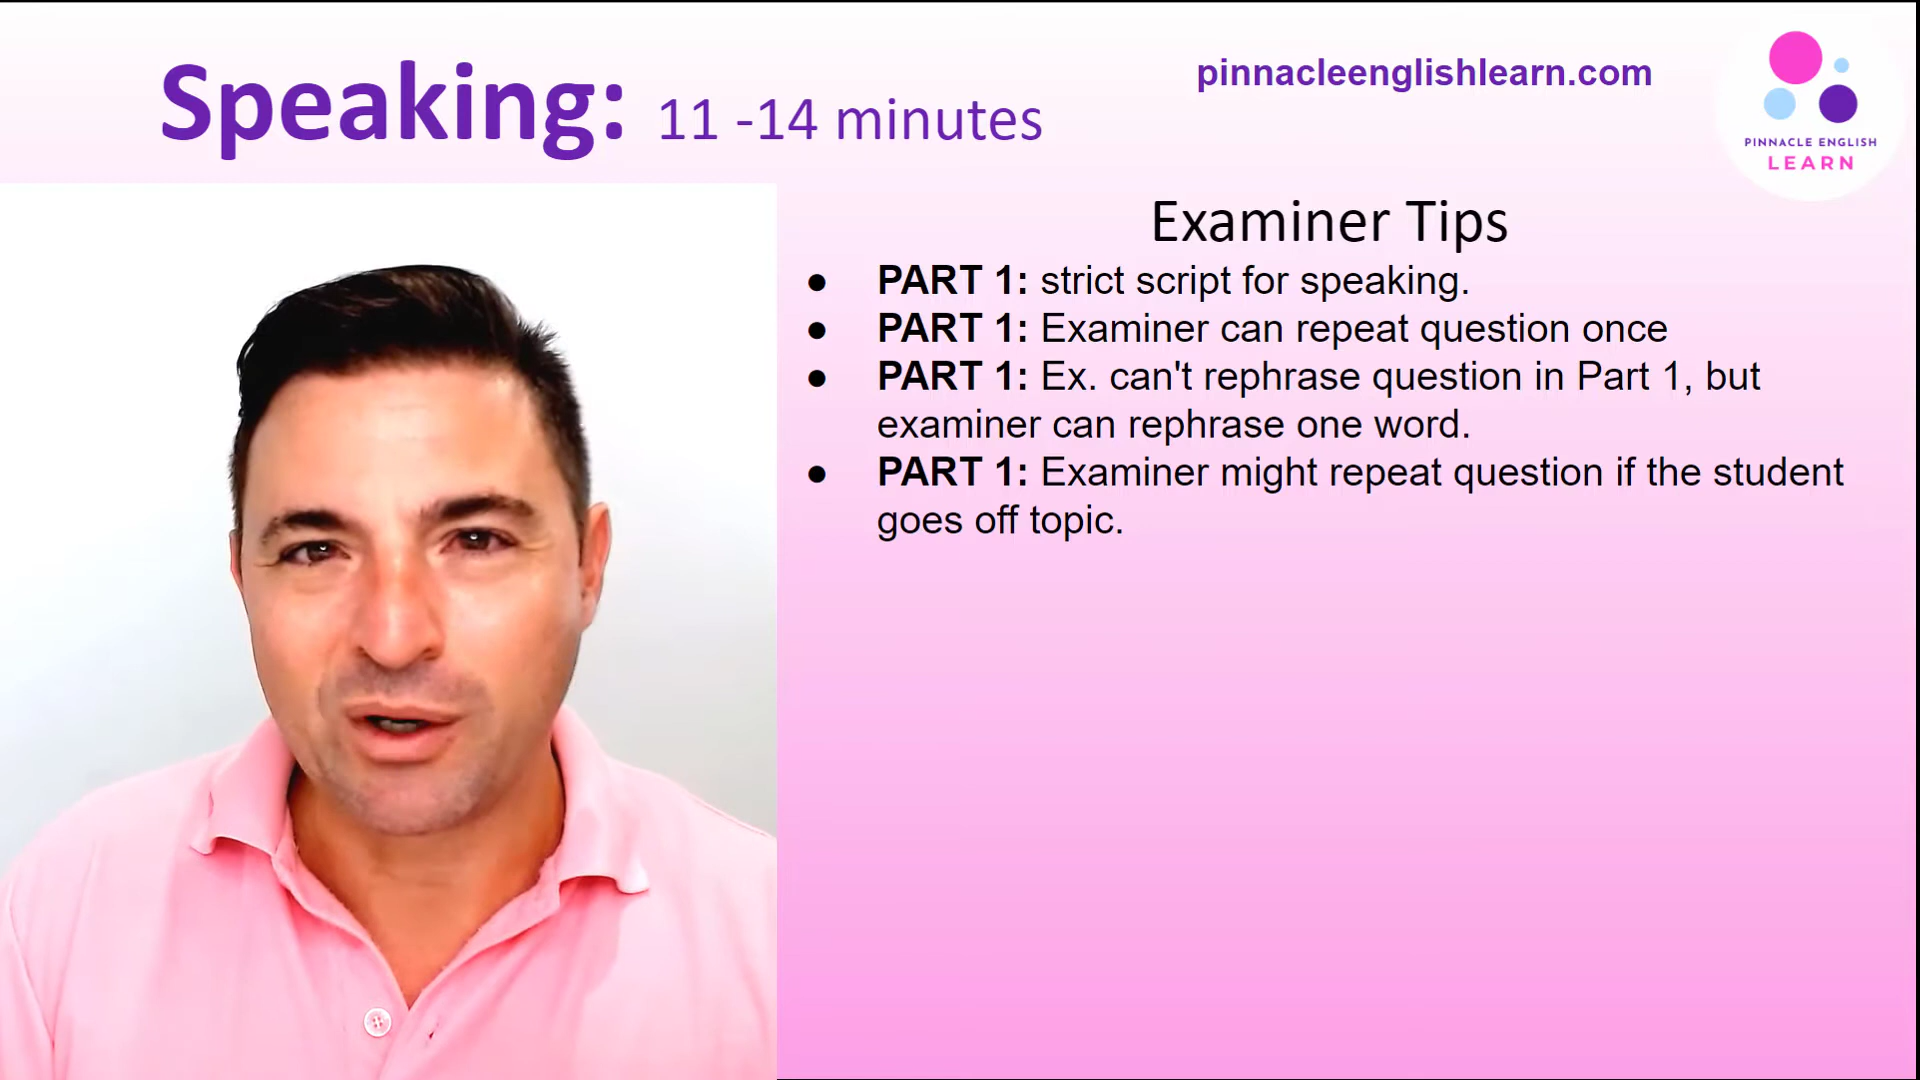 Speaking: 11 -14 minutes
pinnacleenglishlearn.com
PINNACLE ENGLISH
LEARN
Examiner Tips
● PART 1: strict script for speaking.
● PART 1: Examiner can repeat question once
● PART 1: Ex. can't rephrase question in Part 1, but
examiner can rephrase one word.
● PART 1: Examiner might repeat question if the student
goes off topic.